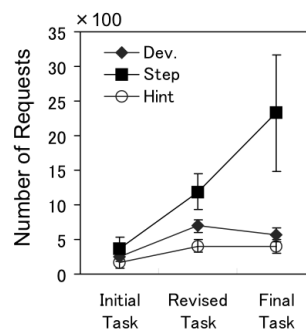 ×100
35
30
25
20
15
10
5
0
Number of Requests
Dev.
Step
Hint
Initial Task
Revised Task
Final Task